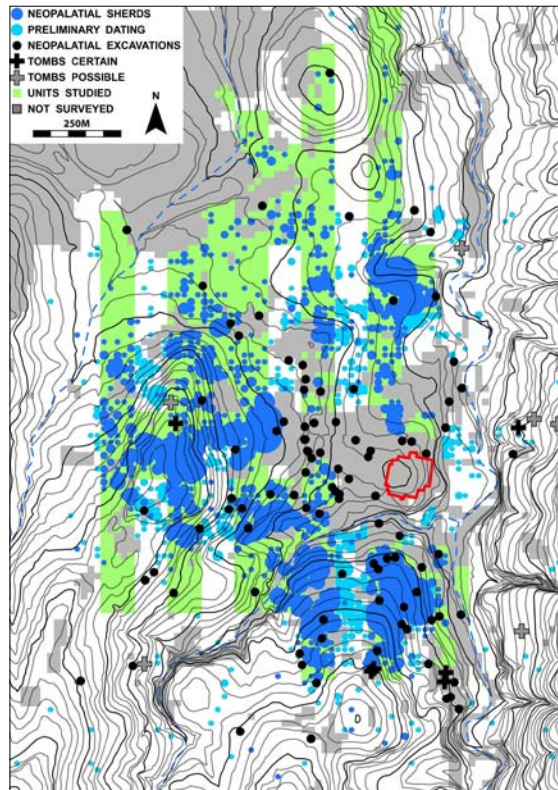 NEOPALATIAL SHERDS
PRELIMINARY DATING
NEOPALATIAL EXCAVATIONS
TOMBS CERTAIN
TOMBS POSSIBLE
UNITS STUDIED
NOT SURVEYED
N
250M